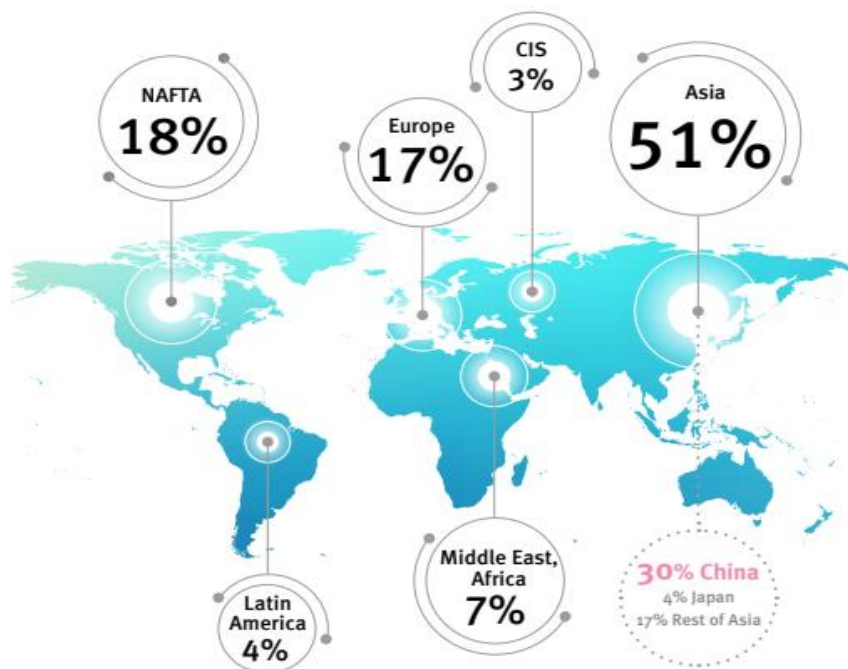 NAFTA
18%
Europe
17%
CIS
3%
Asia
51%
Latin
America
4%
Middle East,
Africa
7%
30% China
4% Japan
17% Rest of Asia